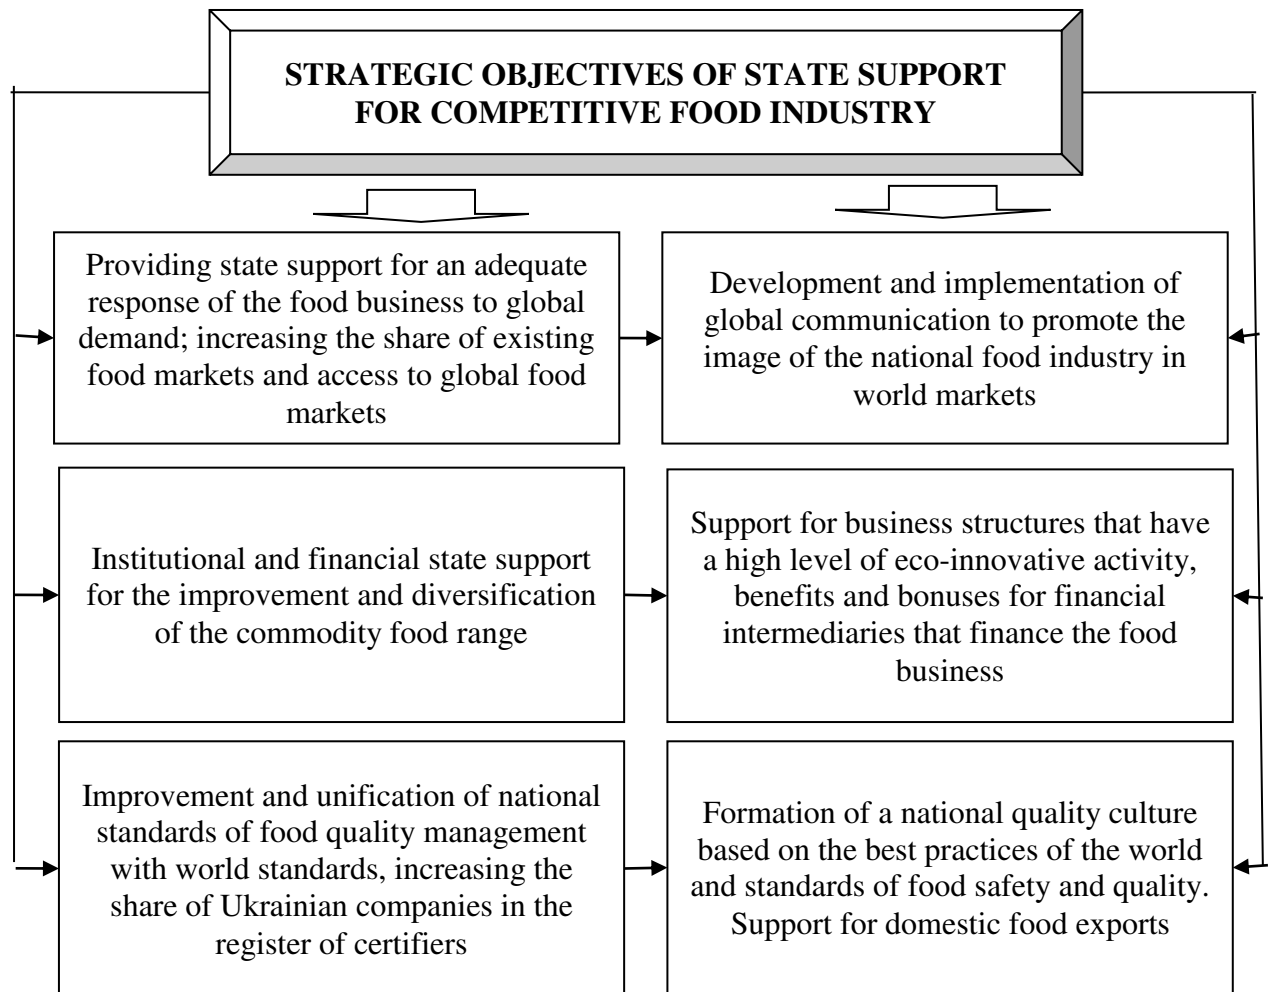 STRATEGIC OBJECTIVES OF STATE SUPPORT
FOR COMPETITIVE FOOD INDUSTRY
Providing state support for an adequate
response of the food business to global
demand; increasing the share of existing
food markets and access to global food
markets
Development and implementation of
global communication to promote the
image of the national food industry in
world markets
Institutional and financial state support
for the improvement and diversification
of the commodity food range
Support for business structures that have
a high level of eco-innovative activity,
benefits and bonuses for financial
intermediaries that finance the food
business
Improvement and unification of national
standards of food quality management
with world standards, increasing the
share of Ukrainian companies in the
register of certifiers
Formation of a national quality culture
based on the best practices of the world
and standards of food safety and quality.
Support for domestic food exports